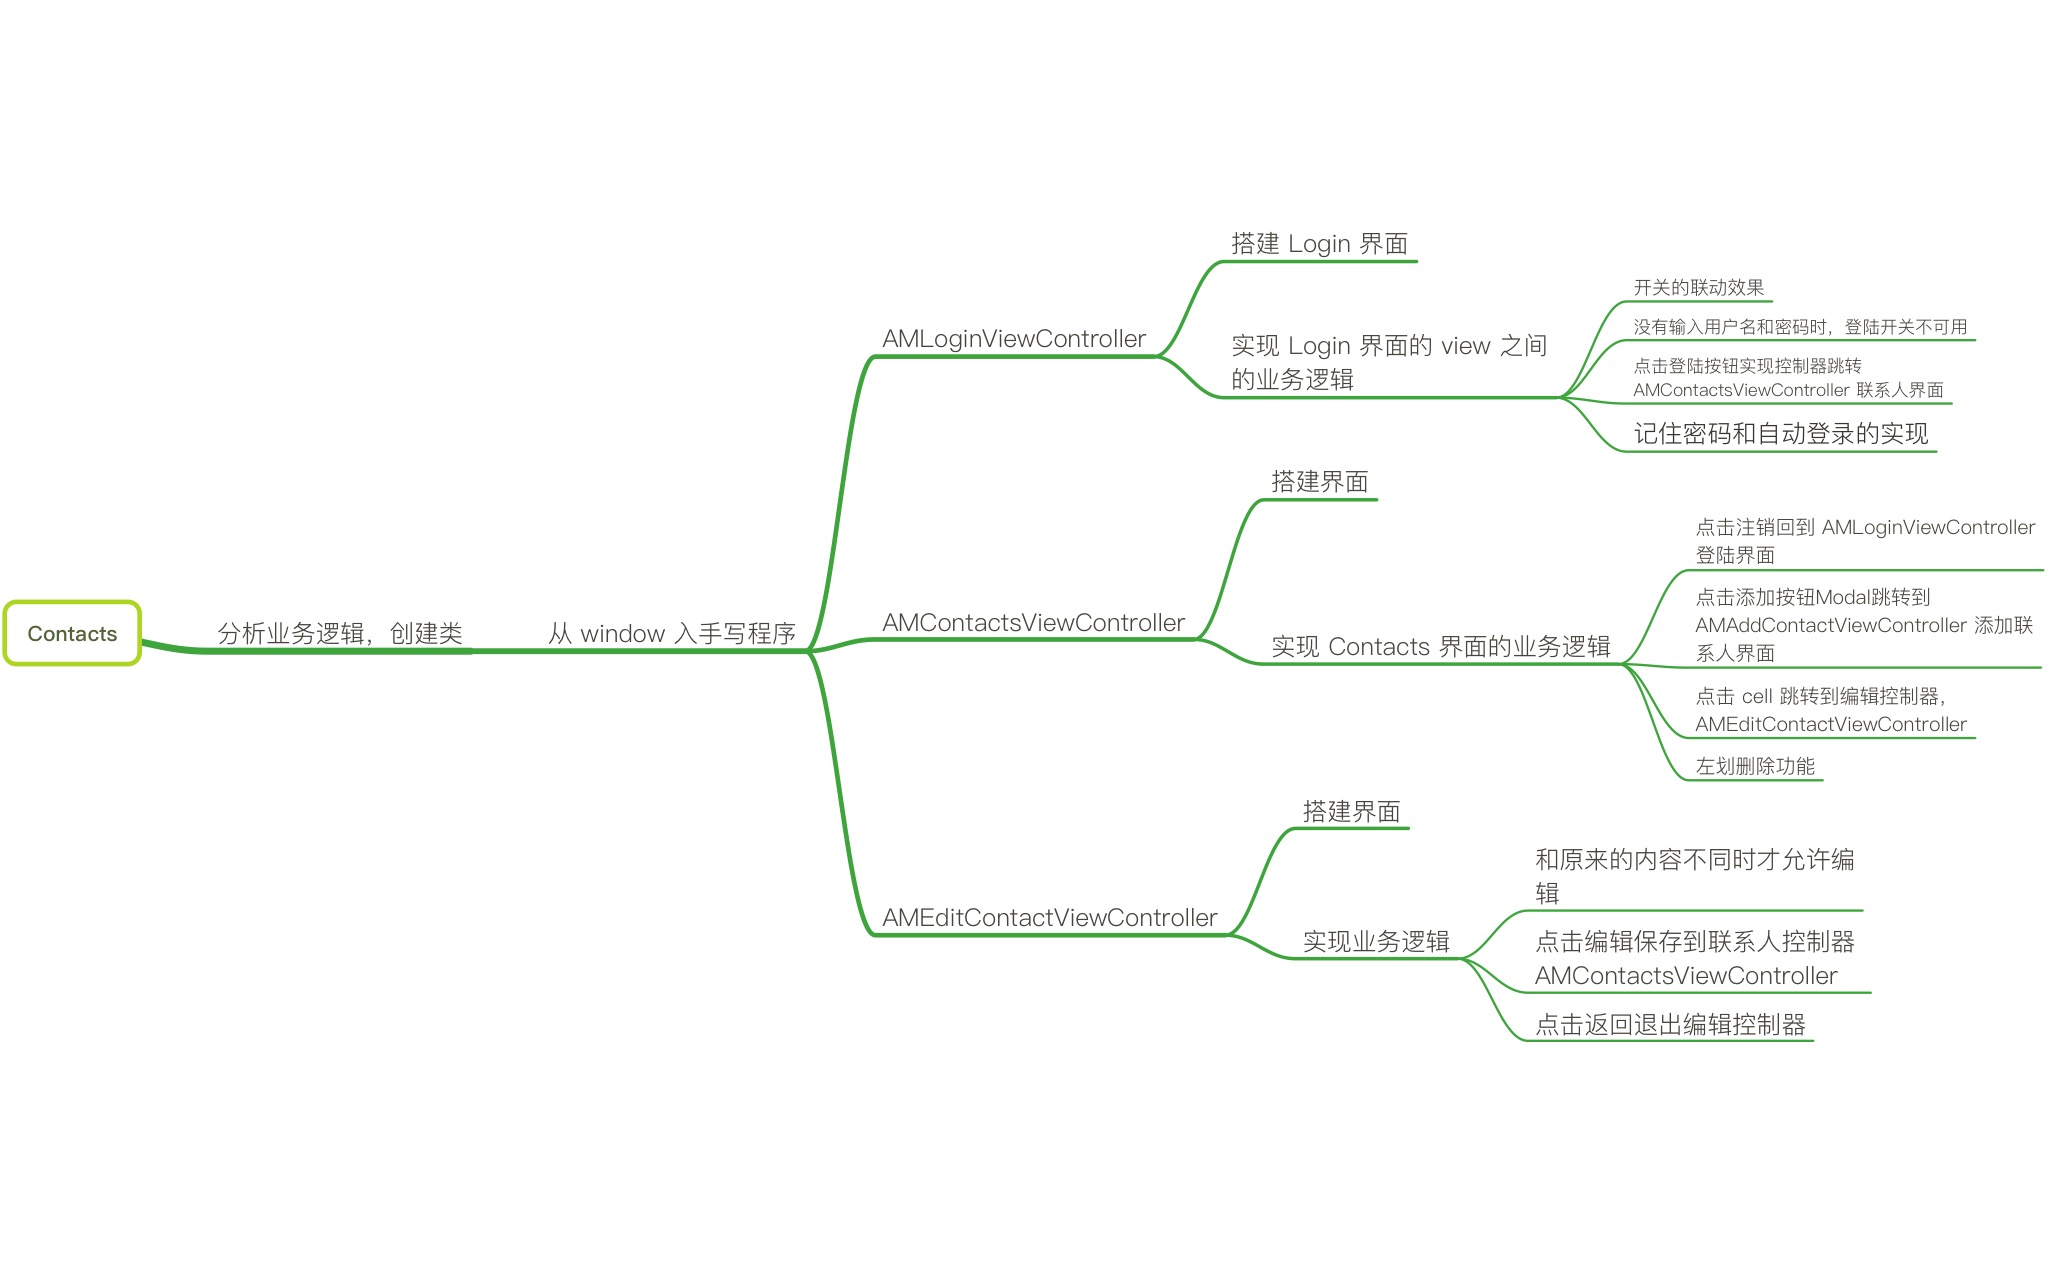 Contacts
分析业务逻辑，创建类
从 window 入手写程序
AMLoginViewController
搭建 Login 界面
实现 Login 界面的 view 之间
的业务逻辑
开关的联动效果
没有输入用户名和密码时，登陆开关不可用
点击登陆按钮实现控制器跳转
AMContactsViewController 联系人界面
记住密码和自动登录的实现
AMContactsViewController
搭建界面
实现 Contacts 界面的业务逻辑
点击注销回到 AMLoginViewController
登陆界面
点击添加按钮Modal跳转到
AMAddContactViewController 添加联
系人界面
点击 cell 跳转到编辑控制器，
AMEditContactViewController
左划删除功能
AMEditContactViewController
搭建界面
实现业务逻辑
和原来的内容不同时才允许编
辑
点击编辑保存到联系人控制器
AMContactsViewController
点击返回退出编辑控制器